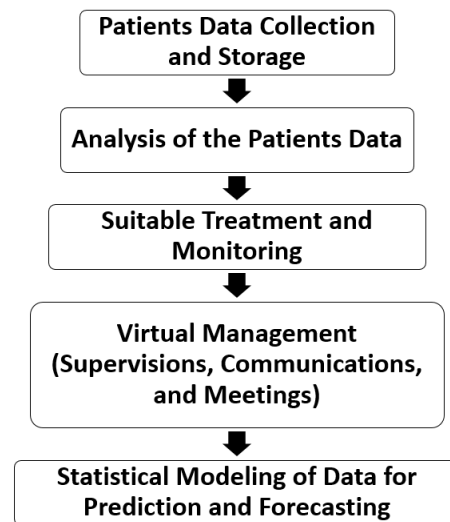 Patients Data Collection
and Storage
Analysis of the Patients Data
Suitable Treatment and
Monitoring
Virtual Management
(Supervisions, Communications,
and Meetings)
Statistical Modeling of Data for
Prediction and Forecasting